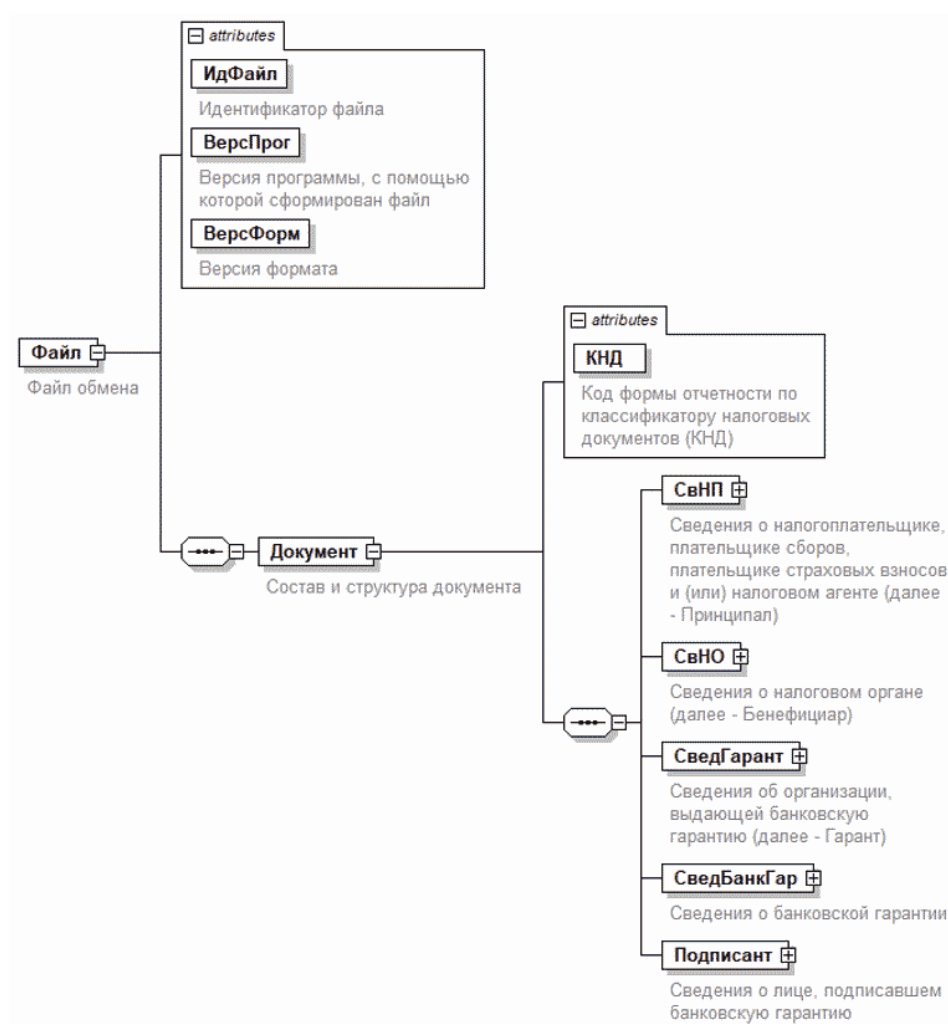 attributes
ИдФайл
Идентификатор файла
ВерсПрог
Версия программы, с помощью
которой сформирован файл
ВерсФорм
Версия формата
Файл
Файл обмена
attributes
КНД
Код формы отчетности по
классификатору налоговых
документов (КНД)
Документ
Состав и структура документа
СвНП
Сведения о налогоплательщике,
плательщике сборов,
плательщике страховых взносов
и (или) налоговом агенте (далее
- Принципал)
СвНО
Сведения о налоговом органе
(далее - Бенефициар)
СведГарант
Сведения об организации,
выдающей банковскую
гарантию (далее - Гарант)
СведБанкГар
Сведения о банковской гарантии
Подписант
Сведения о лице, подписавшем
банковскую гарантию